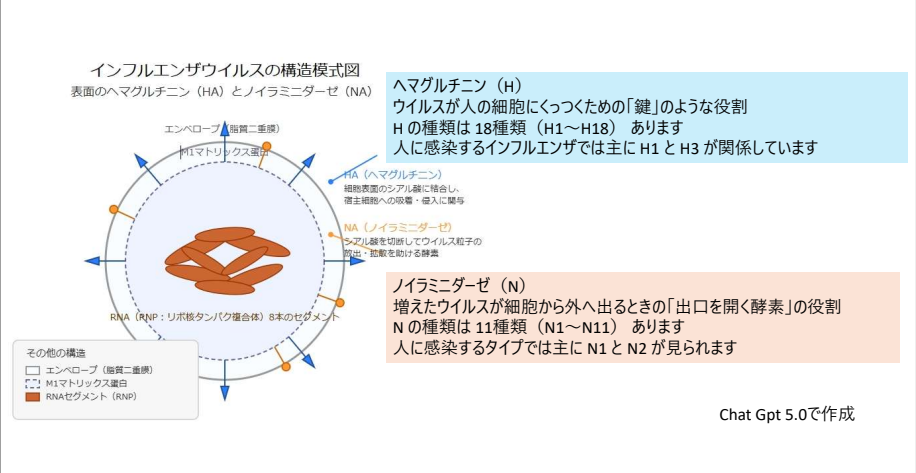 インフルエンザウイルスの構造模式図
表面のヘマグルチニン（HA）とノイラミニダーゼ（NA）
エンベロープ（脂質二重膜）
M1マトリックス蛋白
HA（ヘマグルチニン）
細胞表面のシアル酸に結合し、
宿主細胞への吸着・侵入に関与
NA（ノイラミニダーゼ）
シアル酸を切断してウイルス粒子の
放出・拡散を助ける酵素
RNA（RNP：リボ核タンパク複合体）8本のセグメント
その他の構造
エンベロープ（脂質二重膜）
M1マトリックス蛋白
RNAセグメント（RNP）
ヘマグルチニン（H）
ウイルスが人の細胞にくっつくための「鍵」のような役割
H の種類は 18種類（H1～H18） あります
人に感染するインフルエンザでは主に H1 と H3 が関係しています
ノイラミニダーゼ（N）
増えたウイルスが細胞から外へ出るときの「出口を開く酵素」の役割
N の種類は 11種類（N1～N11） あります
人に感染するタイプでは主に N1 と N2 が見られます
Chat Gpt 5.0で作成